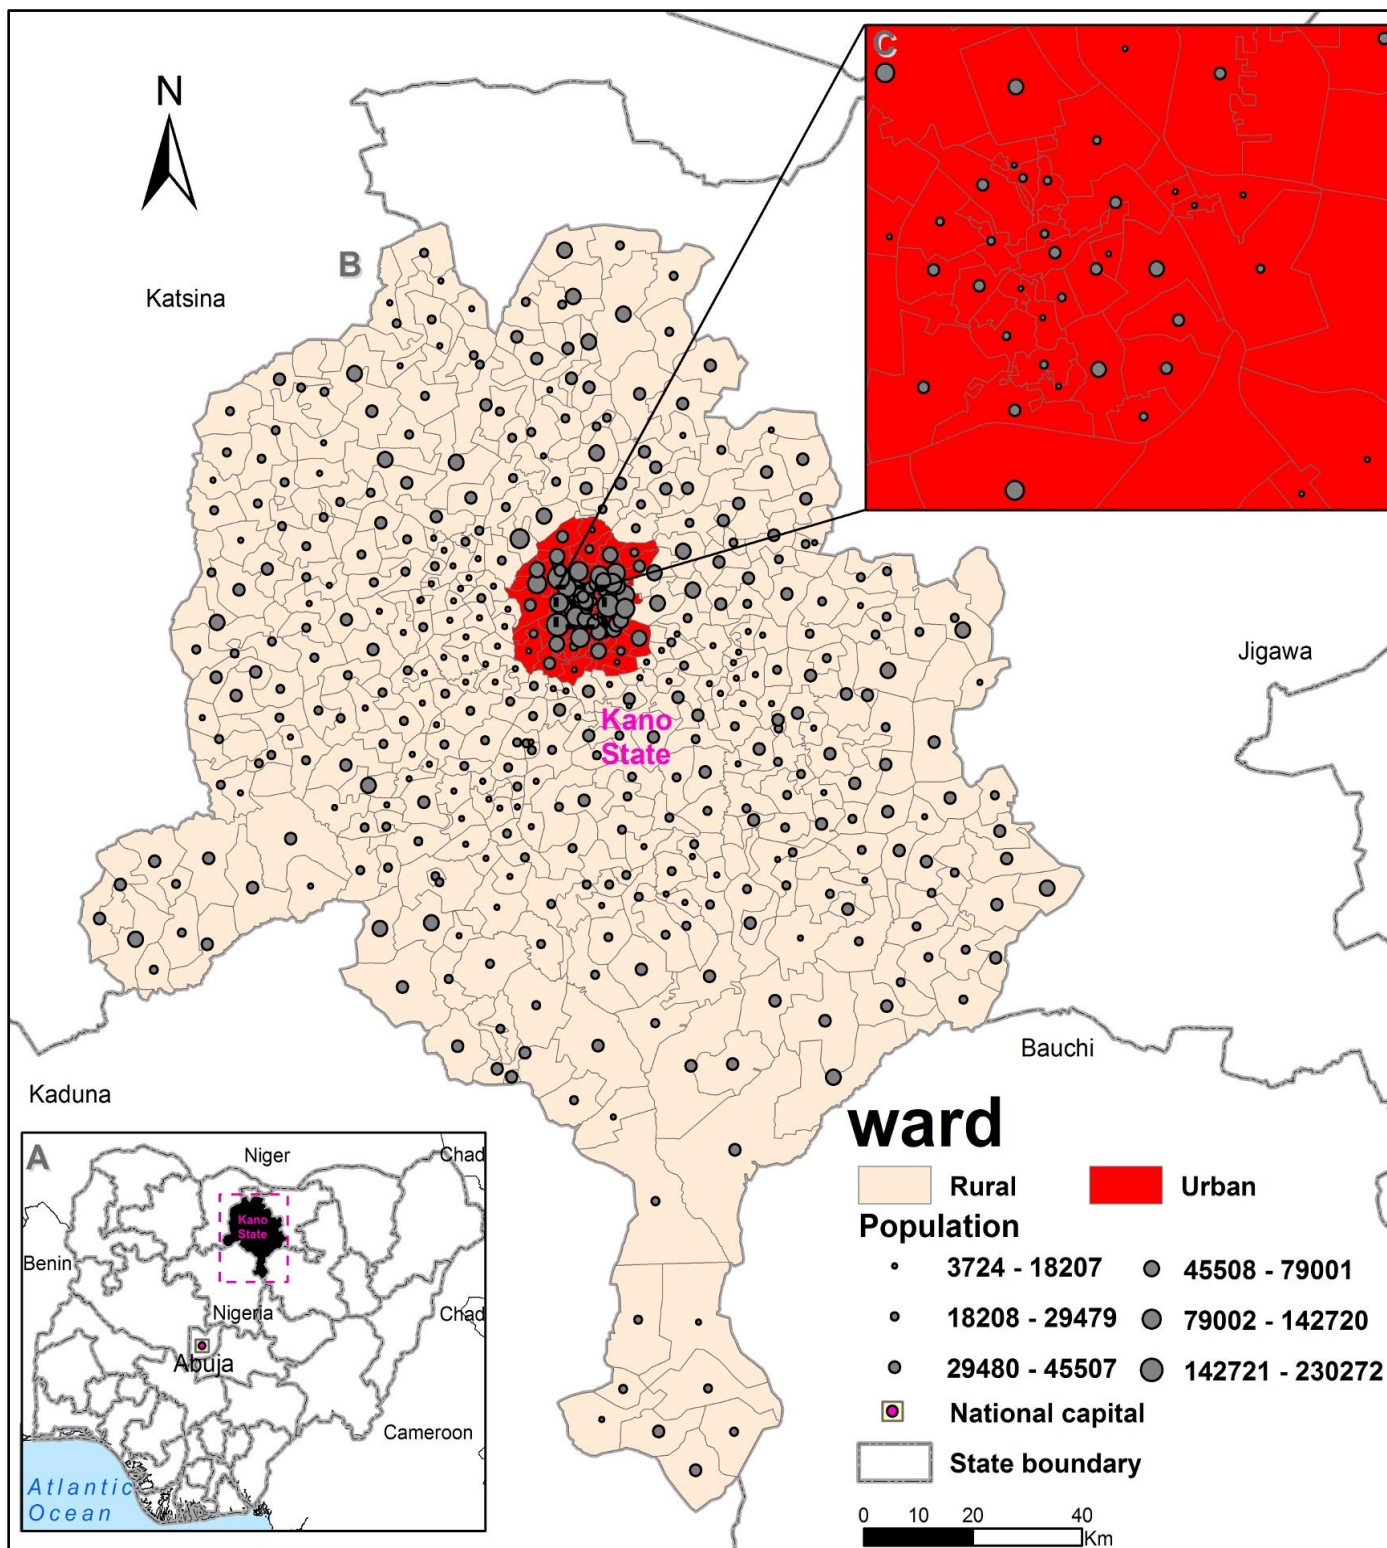 C
N
B
Katsina
Kano
State
Jigawa
Bauchi
Kaduna
A
Niger
Chad
Kano
State
Benin
Nigeria
Chad
Abuja
Cameroon
Atlantic
Ocean
ward
Rural
Urban
Population
3724 - 18207
45508 - 79001
18208 - 29479
79002 - 142720
29480 - 45507
142721 - 230272
National capital
State boundary
0 10 20 40
Km